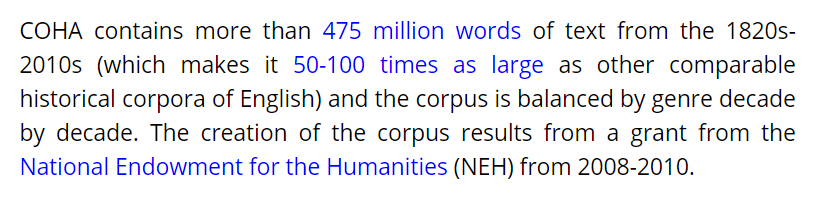 COHA contains more than 475 million words of text from the 1820s-
2010s (which makes it 50-100 times as large as other comparable
historical corpora of English) and the corpus is balanced by genre decade
by decade. The creation of the corpus results from a grant from the
National Endowment for the Humanities (NEH) from 2008-2010.